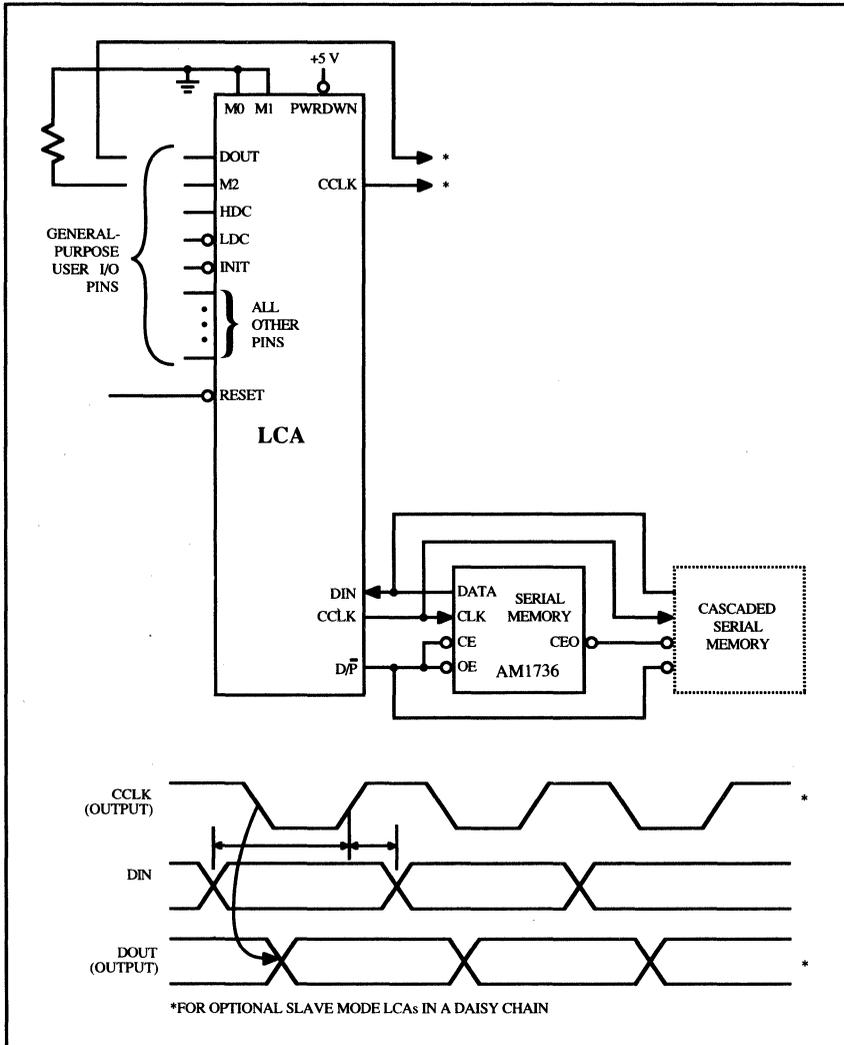 +5 V
M0 M1 PWRDWN
DOUT
*
M2
CCLK
*
HDC
GENERAL-
PURPOSE
USER I/O
PINS
LDC
INIT
ALL
OTHER
PINS
RESET
LCA
DIN
CCLK
D/P̅
DATA
CLK
CE
OE
SERIAL
MEMORY
CEO
AM1736
CASCADED
SERIAL
MEMORY
CCLK
(OUTPUT)
*
DIN
DOUT
(OUTPUT)
*
*FOR OPTIONAL SLAVE MODE LCAs IN A DAISY CHAIN